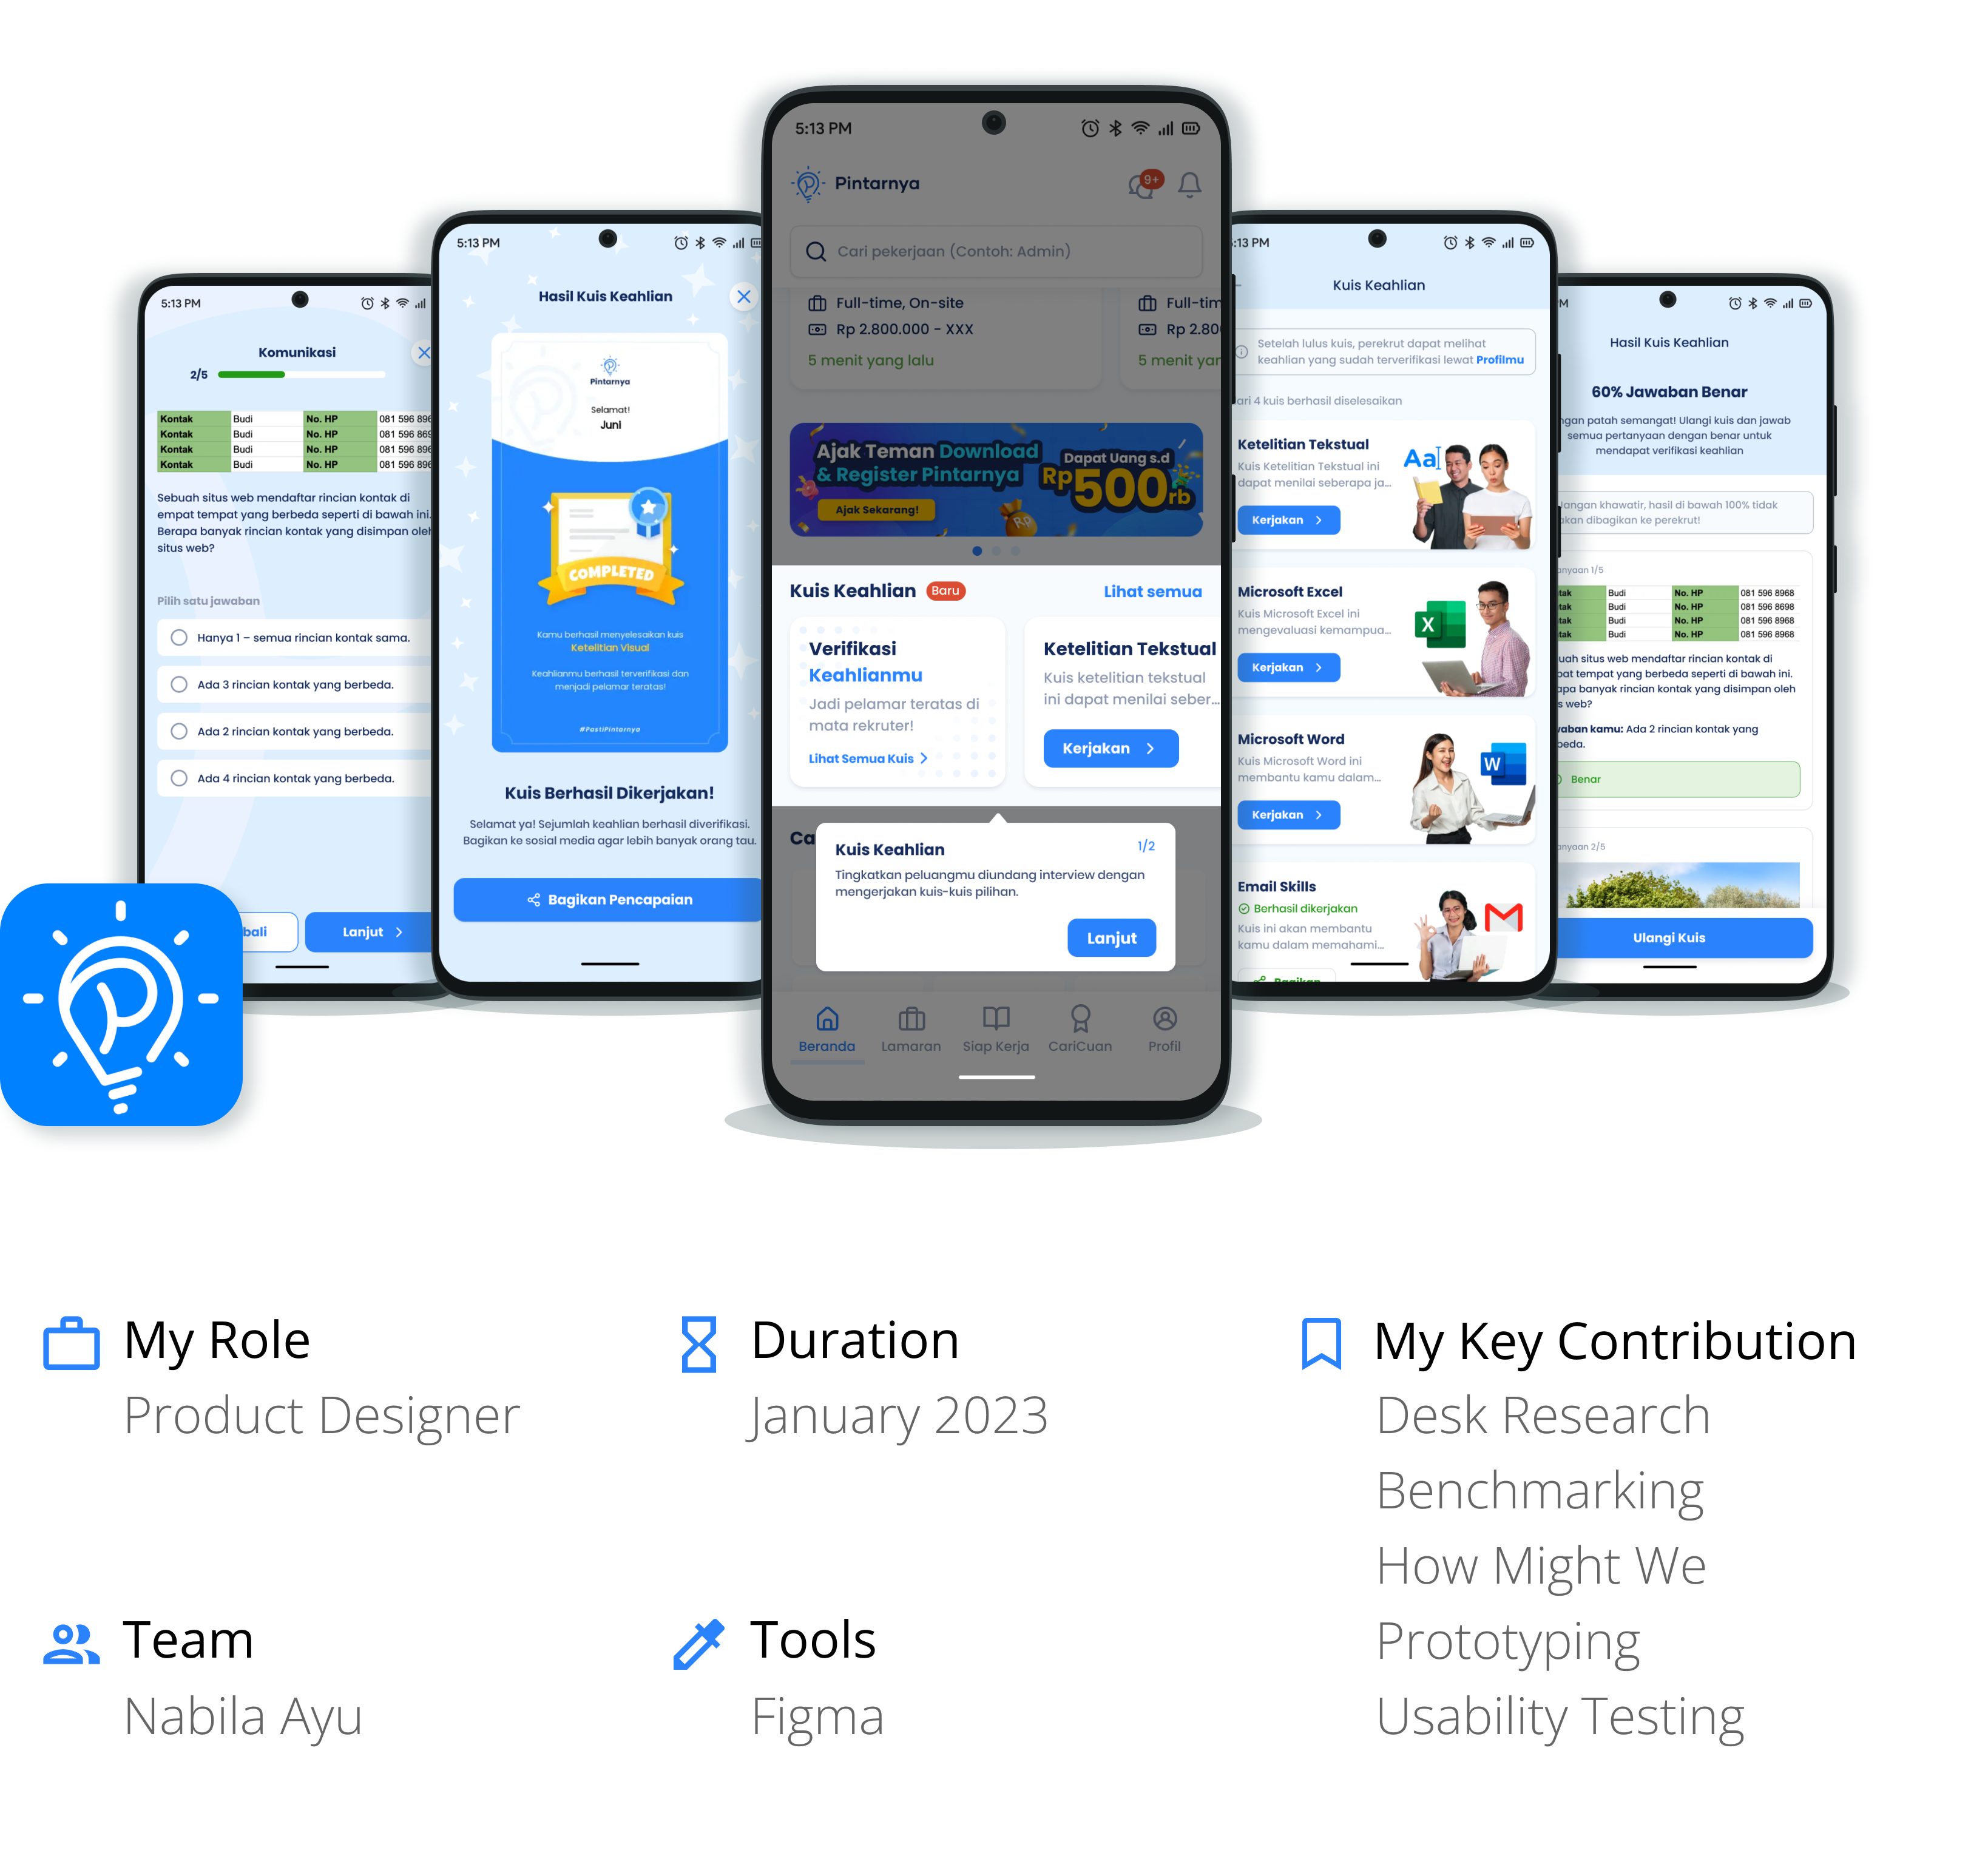 5:13 PM
Komunikasi
2/5
Kontak Budi No. HP 081 596 896
Kontak Budi No. HP 081 596 869
Kontak Budi No. HP 081 596 896
Kontak Budi No. HP 081 596 896
Sebuah situs web mendaftar rincian kontak di
empat tempat yang berbeda seperti di bawah ini.
Berapa banyak rincian kontak yang disimpan oleh
situs web?
Pilih satu jawaban
Hanya 1 – semua rincian kontak sama.
Ada 3 rincian kontak yang berbeda.
Ada 2 rincian kontak yang berbeda.
Ada 4 rincian kontak yang berbeda.
bali
Lanjut
5:13 PM
Hasil Kuis Keahlian
Pintarnya
Selamat!
Juni
COMPLETED
Kamu berhasil menyelesaikan kuis
Ketelitian Visual
Keahlianmu berhasil terverifikasi dan
menjadi pelamar teratas!
#PastiPintarnya
Kuis Berhasil Dikerjakan!
Selamat ya! Sejumlah keahlian berhasil diverifikasi.
Bagikan ke sosial media agar lebih banyak orang tau.
Bagikan Pencapaian
5:13 PM
Pintarnya
9+
Cari pekerjaan (Contoh: Admin)
Full-time, On-site
Rp 2.800.000 - XXX
5 menit yang lalu
Full-tim
Rp 2.80
5 menit yan
Ajak Teman Download
& Register Pintarnya
Ajak Sekarang!
Dapat Uang s.d
Rp500rb
Rp
Kuis Keahlian Baru Lihat semua
Verifikasi
Keahlianmu
Jadi pelamar teratas di
mata rekruter!
Lihat Semua Kuis
Ketelitian Tekstual
Kuis ketelitian tekstual
ini dapat menilai seber...
Kerjakan
Ca
Kuis Keahlian 1/2
Tingkatkan peluangmu diundang interview dengan
mengerjakan kuis-kuis pilihan.
Lanjut
Beranda Lamaran Siap Kerja CariCuan Profil
:13 PM
Kuis Keahlian
Setelah lulus kuis, perekrut dapat melihat
keahlian yang sudah terverifikasi lewat Profilmu
ari 4 kuis berhasil diselesaikan
Ketelitian Tekstual
Kuis Ketelitian Tekstual ini
dapat menilai seberapa ja...
Kerjakan
Aa
Microsoft Excel
Kuis Microsoft Excel ini
mengevaluasi kemampua...
Kerjakan
X
Microsoft Word
Kuis Microsoft Word ini
membantu kamu dalam...
Kerjakan
W
Email Skills
Berhasil dikerjakan
Kuis ini akan membantu
kamu dalam memahami...
Bagikan
M
Hasil Kuis Keahlian
60% Jawaban Benar
ngan patah semangat! Ulangi kuis dan jawab
semua pertanyaan dengan benar untuk
mendapat verifikasi keahlian
Jangan khawatir, hasil di bawah 100% tidak
akan dibagikan ke perekrut!
anyaan 1/5
tak Budi No. HP 081 596 8968
tak Budi No. HP 081 596 8698
tak Budi No. HP 081 596 8968
tak Budi No. HP 081 596 8968
uah situs web mendaftar rincian kontak di
pat tempat yang berbeda seperti di bawah ini.
apa banyak rincian kontak yang disimpan oleh
s web?
vaban kamu: Ada 2 rincian kontak yang
beda.
Benar
anyaan 2/5
Ulangi Kuis
My Role
Product Designer
Duration
January 2023
My Key Contribution
Desk Research
Benchmarking
How Might We
Prototyping
Usability Testing
Team
Nabila Ayu
Tools
Figma